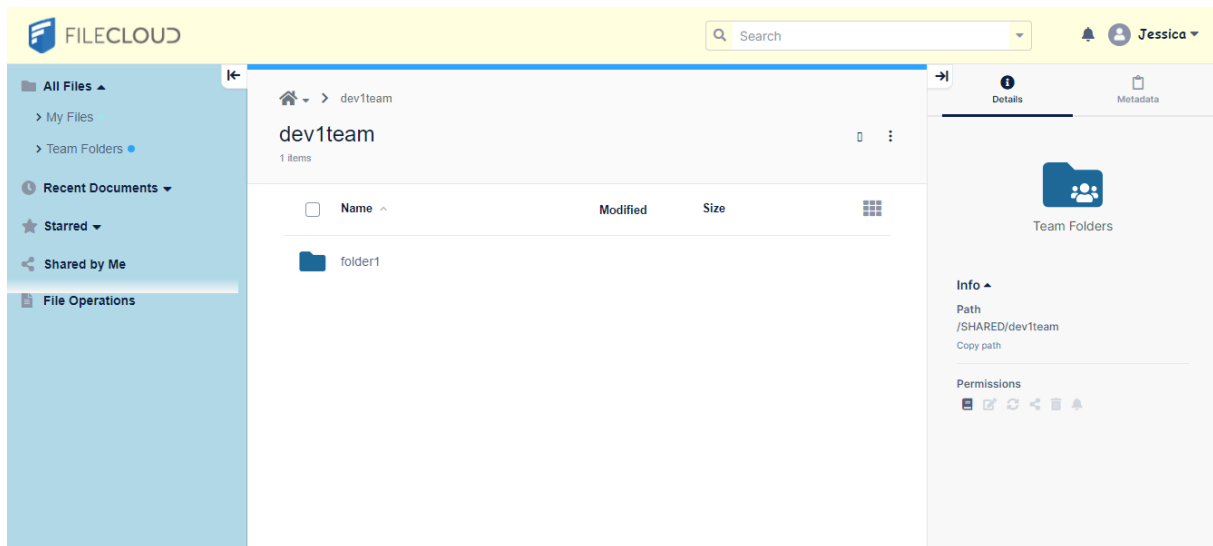 FILECLOUD
Search
Jessica
All Files
My Files
Team Folders
Recent Documents
Starred
Shared by Me
File Operations
dev1team
dev1team
1 items
Name
Modified
Size
folder1
Details
Metadata
Team Folders
Info
Path
/SHARED/dev1team
Copy path
Permissions